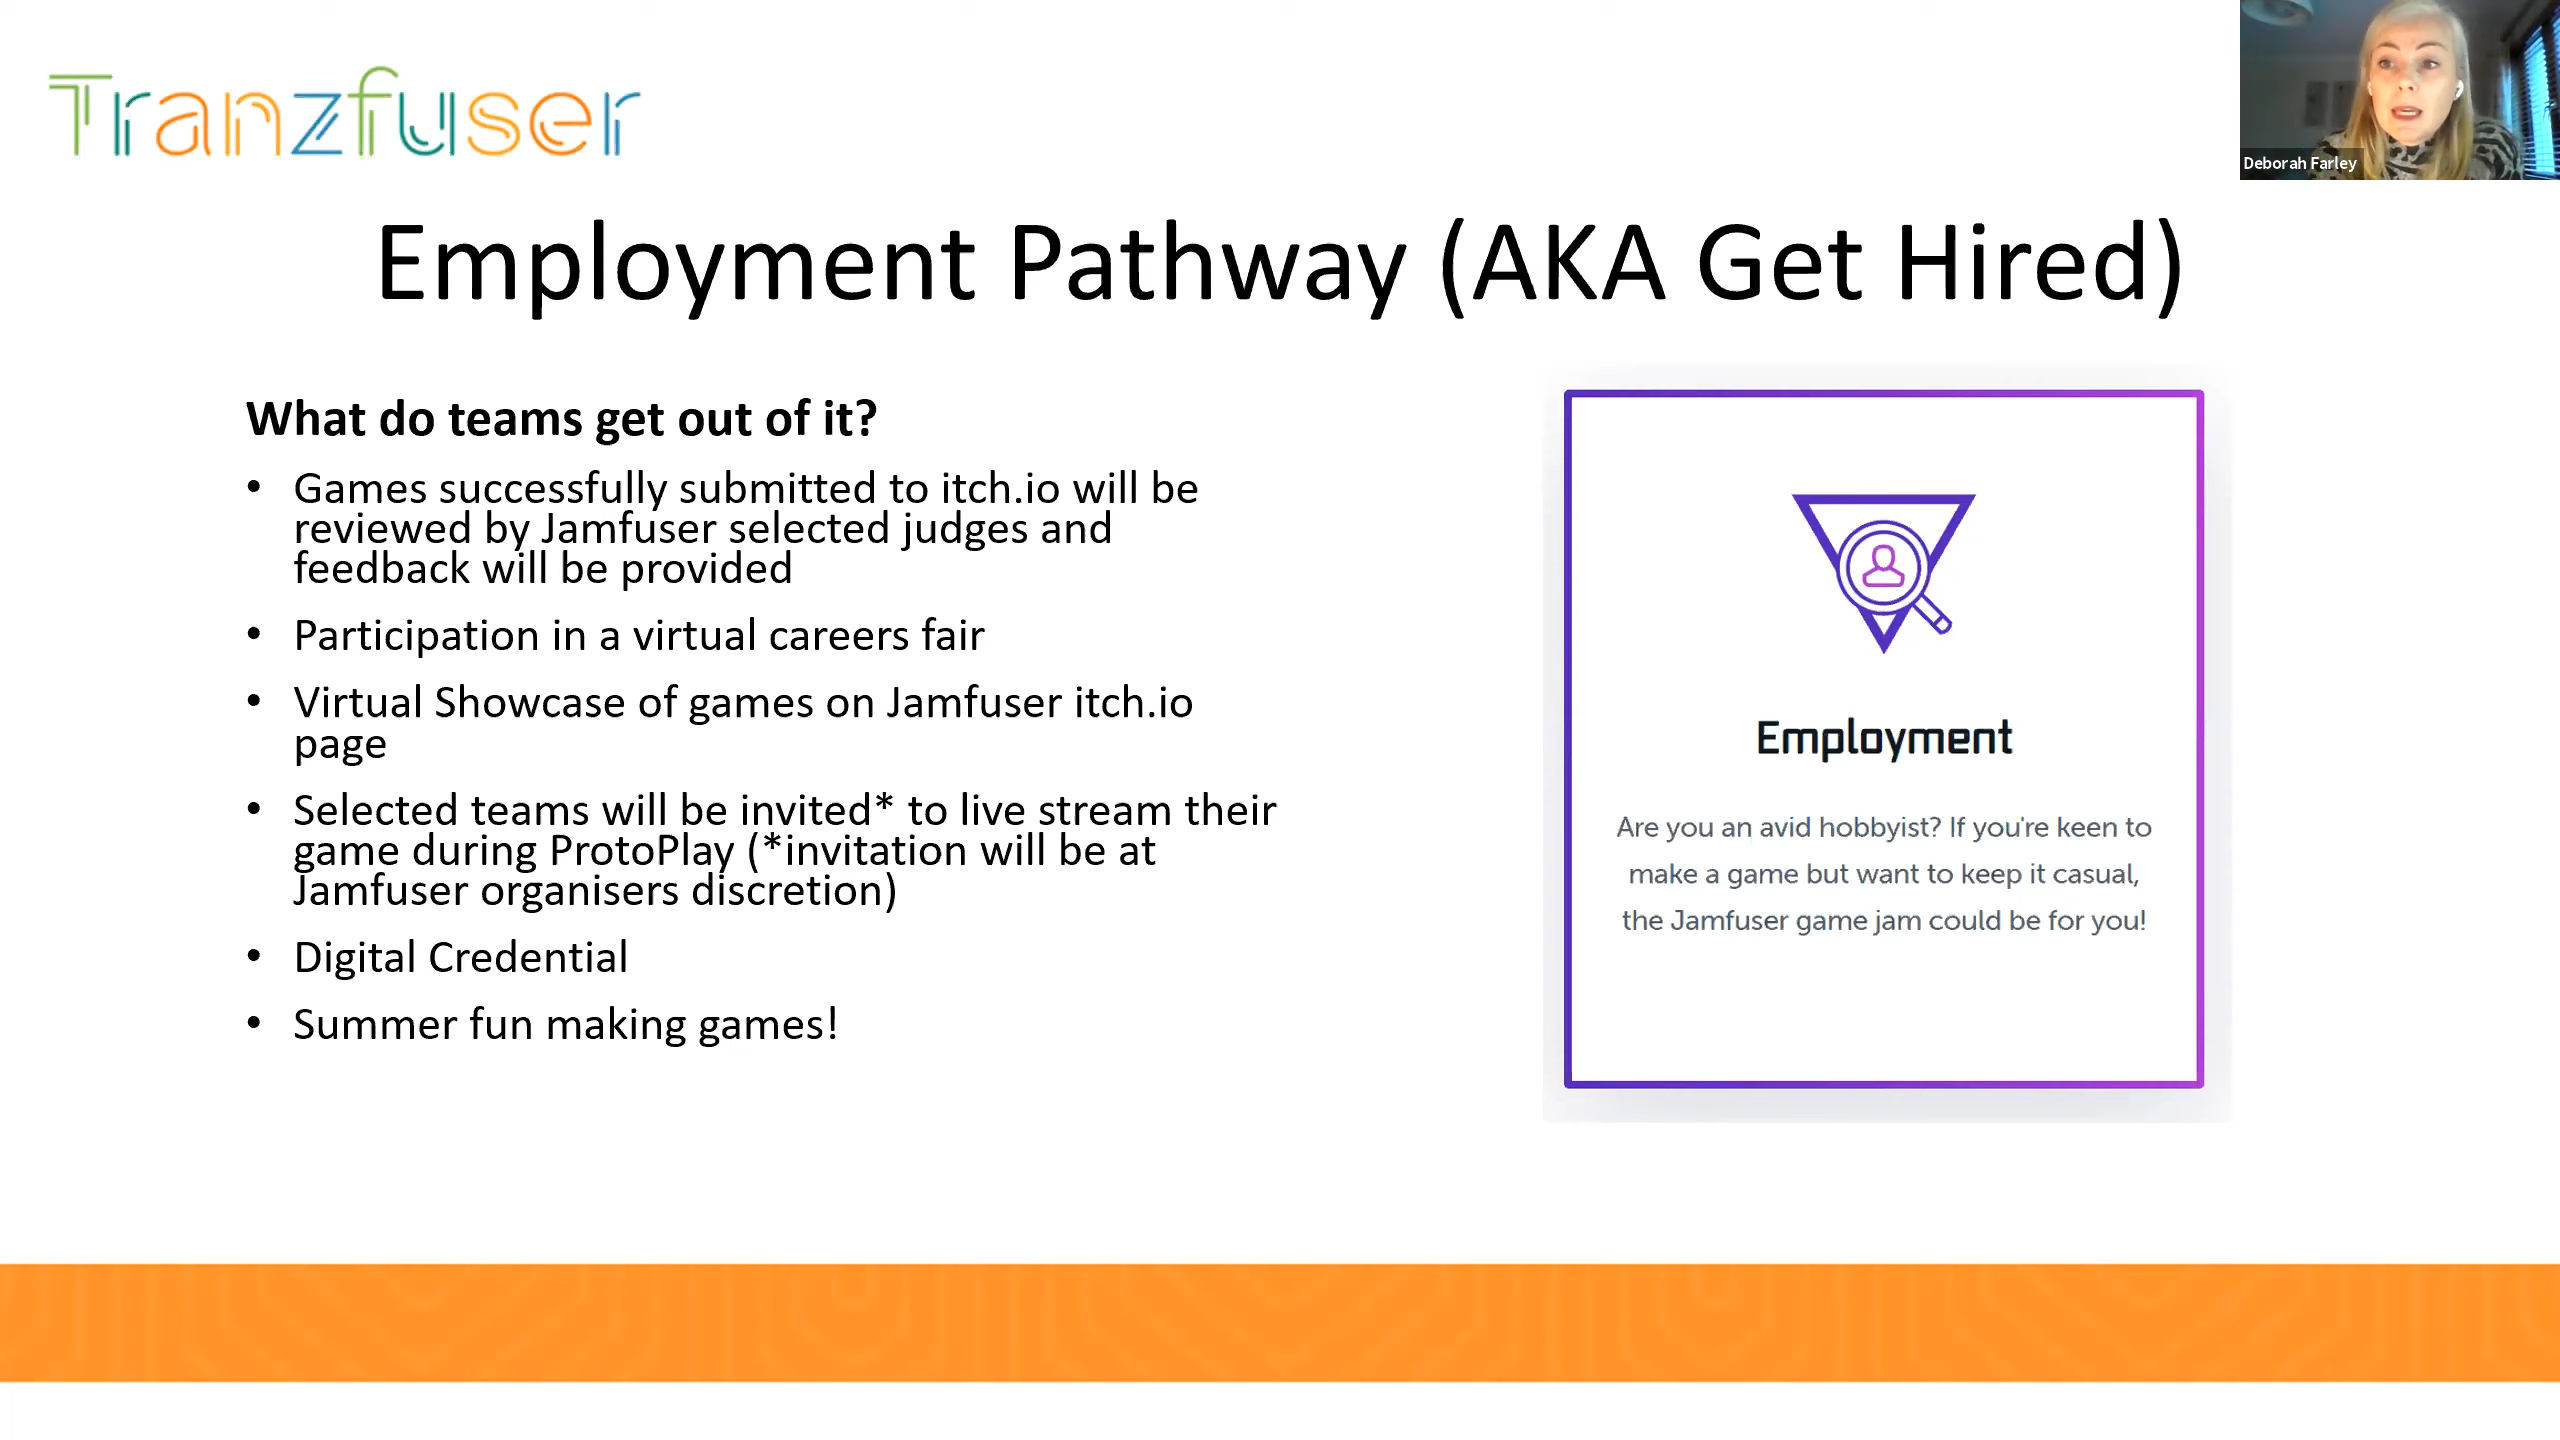 Tranzfuser
Deborah Farley
Employment Pathway (AKA Get Hired)
What do teams get out of it?
• Games successfully submitted to itch.io will be
reviewed by Jamfuser selected judges and
feedback will be provided
• Participation in a virtual careers fair
• Virtual Showcase of games on Jamfuser itch.io
page
• Selected teams will be invited* to live stream their
game during ProtoPlay (*invitation will be at
Jamfuser organisers discretion)
• Digital Credential
• Summer fun making games!
Employment
Are you an avid hobbyist? If you're keen to
make a game but want to keep it casual,
the Jamfuser game jam could be for you!